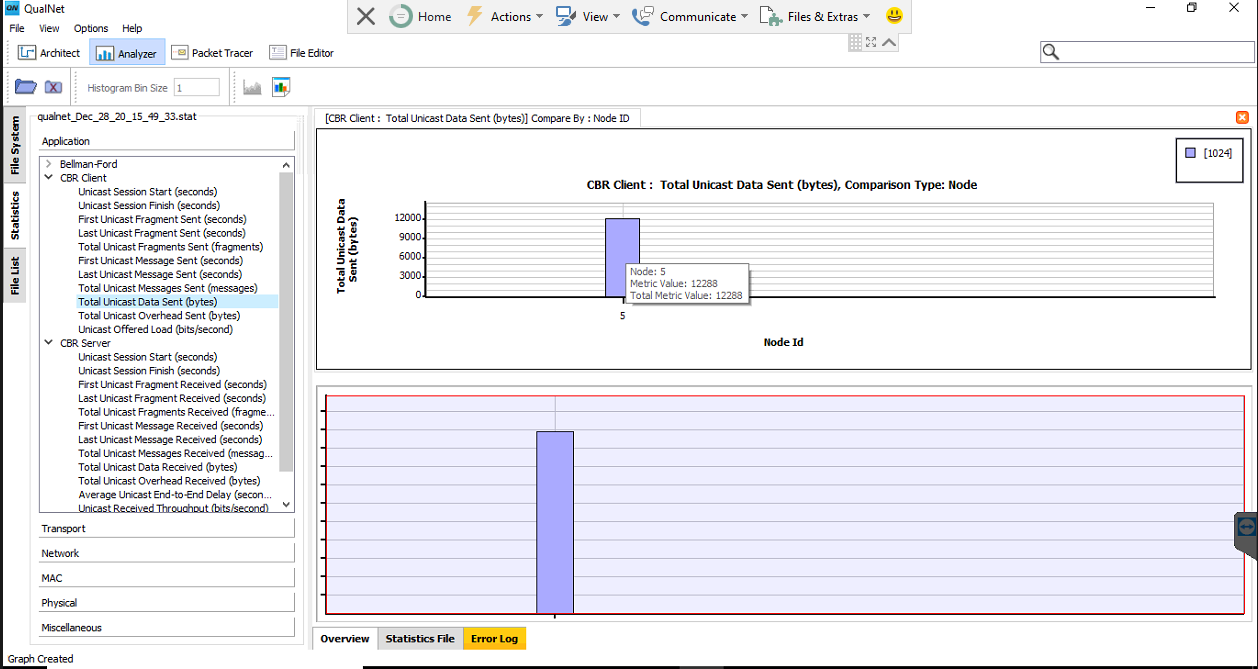 QN QualNet
File View Options Help
Home Actions View Communicate Files & Extras
Architect Analyzer Packet Tracer File Editor
Histogram Bin Size 1
File System
Statistics
File List
qualnet_Dec_28_20_15_49_33.stat
Application
Bellman-Ford
CBR Client
Unicast Session Start (seconds)
Unicast Session Finish (seconds)
First Unicast Fragment Sent (seconds)
Last Unicast Fragment Sent (seconds)
Total Unicast Fragments Sent (fragments)
First Unicast Message Sent (seconds)
Last Unicast Message Sent (seconds)
Total Unicast Messages Sent (messages)
Total Unicast Data Sent (bytes)
Total Unicast Overhead Sent (bytes)
Unicast Offered Load (bits/second)
CBR Server
Unicast Session Start (seconds)
Unicast Session Finish (seconds)
First Unicast Fragment Received (seconds)
Last Unicast Fragment Received (seconds)
Total Unicast Fragments Received (fragme...
First Unicast Message Received (seconds)
Last Unicast Message Received (seconds)
Total Unicast Messages Received (messag...
Total Unicast Data Received (bytes)
Total Unicast Overhead Received (bytes)
Average Unicast End-to-End Delay (secon...
Unicast Received Throughput (bits/second)
Transport
Network
MAC
Physical
Miscellaneous
[CBR Client : Total Unicast Data Sent (bytes)] Compare By : Node ID
[1024]
CBR Client : Total Unicast Data Sent (bytes), Comparison Type: Node
Total Unicast Data
Sent (bytes)
12000
9000
6000
3000
0
Node: 5
Metric Value: 12288
Total Metric Value: 12288
5
Node Id
Overview Statistics File Error Log
Graph Created